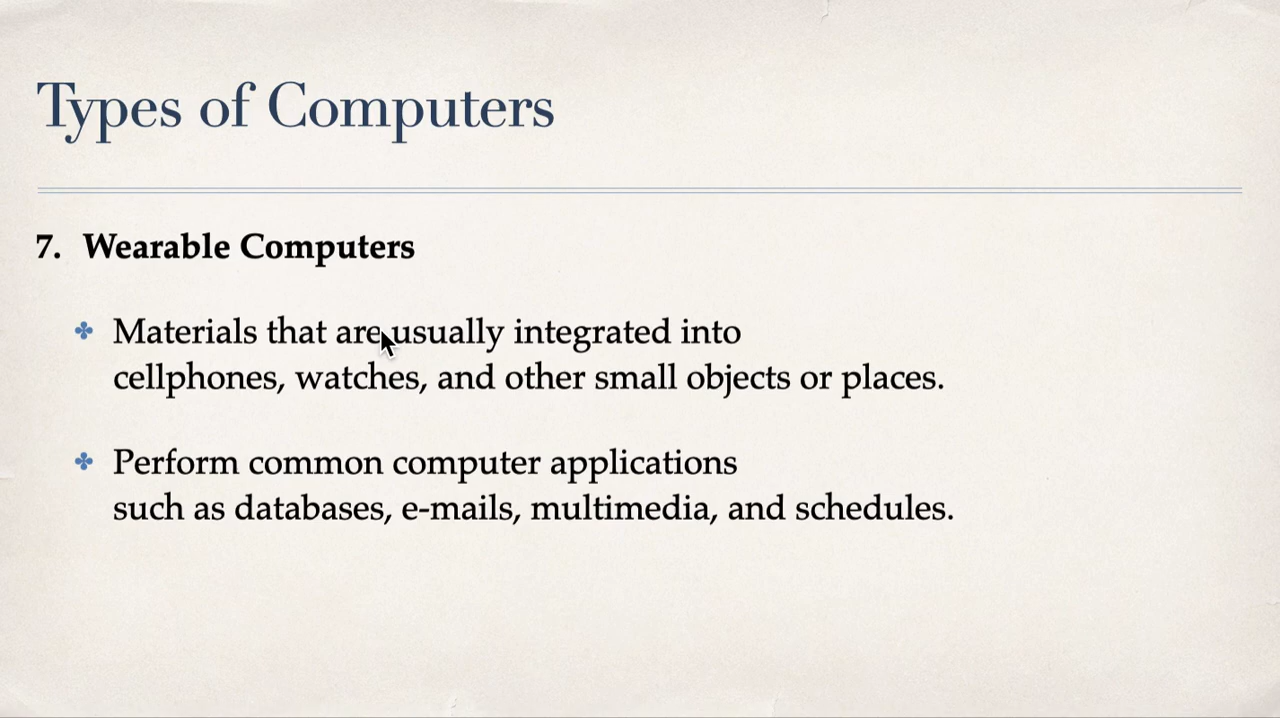 Types of Computers
7. Wearable Computers
Materials that are usually integrated into
cellphones, watches, and other small objects or places.
Perform common computer applications
such as databases, e-mails, multimedia, and schedules.